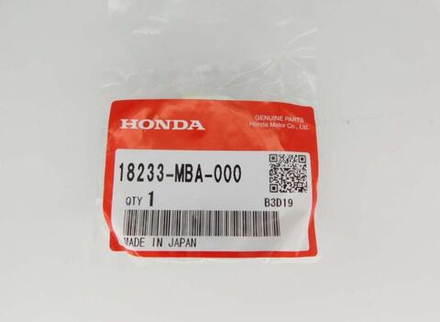 GENUINE PARTS
HONDA Honda Motor Co., Ltd.
18233-MBA-000
QTY 1 B3D19
MADE IN JAPAN